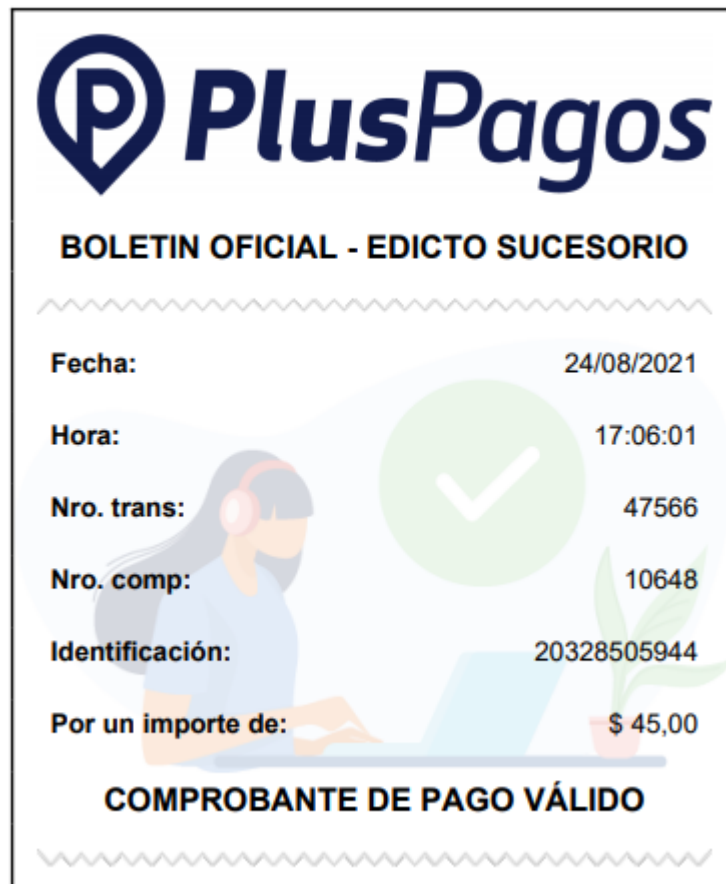 PlusPagos
BOLETIN OFICIAL - EDICTO SUCESORIO
Fecha: 24/08/2021
Hora: 17:06:01
Nro. trans: 47566
Nro. comp: 10648
Identificación: 20328505944
Por un importe de: $ 45,00
COMPROBANTE DE PAGO VÁLIDO